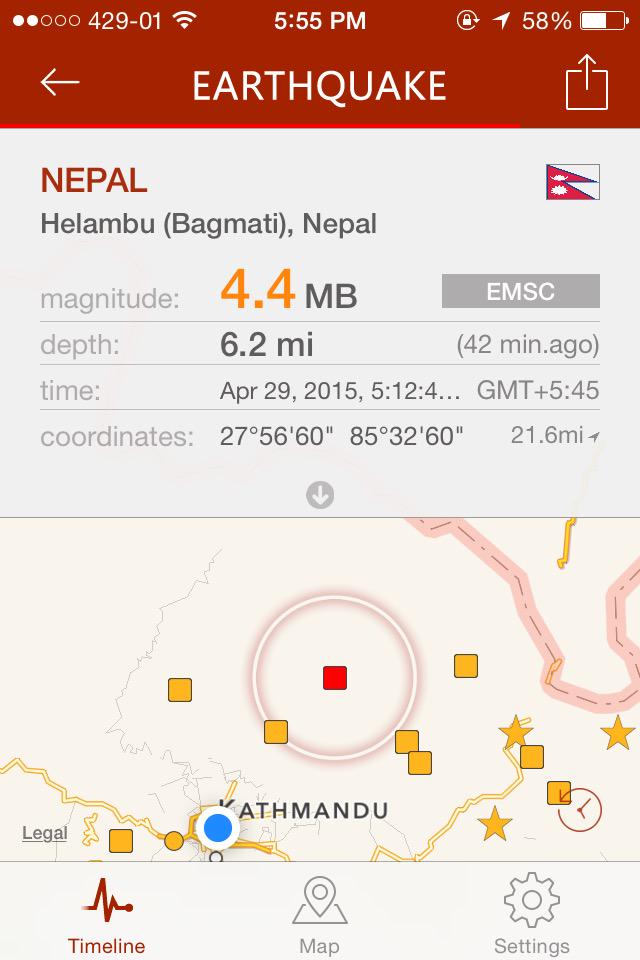 429-01 5:55 PM 58%
EARTHQUAKE
NEPAL
Helambu (Bagmati), Nepal
magnitude: 4.4 MB EMSC
depth: 6.2 mi (42 min.ago)
time: Apr 29, 2015, 5:12:4... GMT+5:45
coordinates: 27°56'60" 85°32'60" 21.6mi
KATHMANDU
Legal
Timeline Map Settings